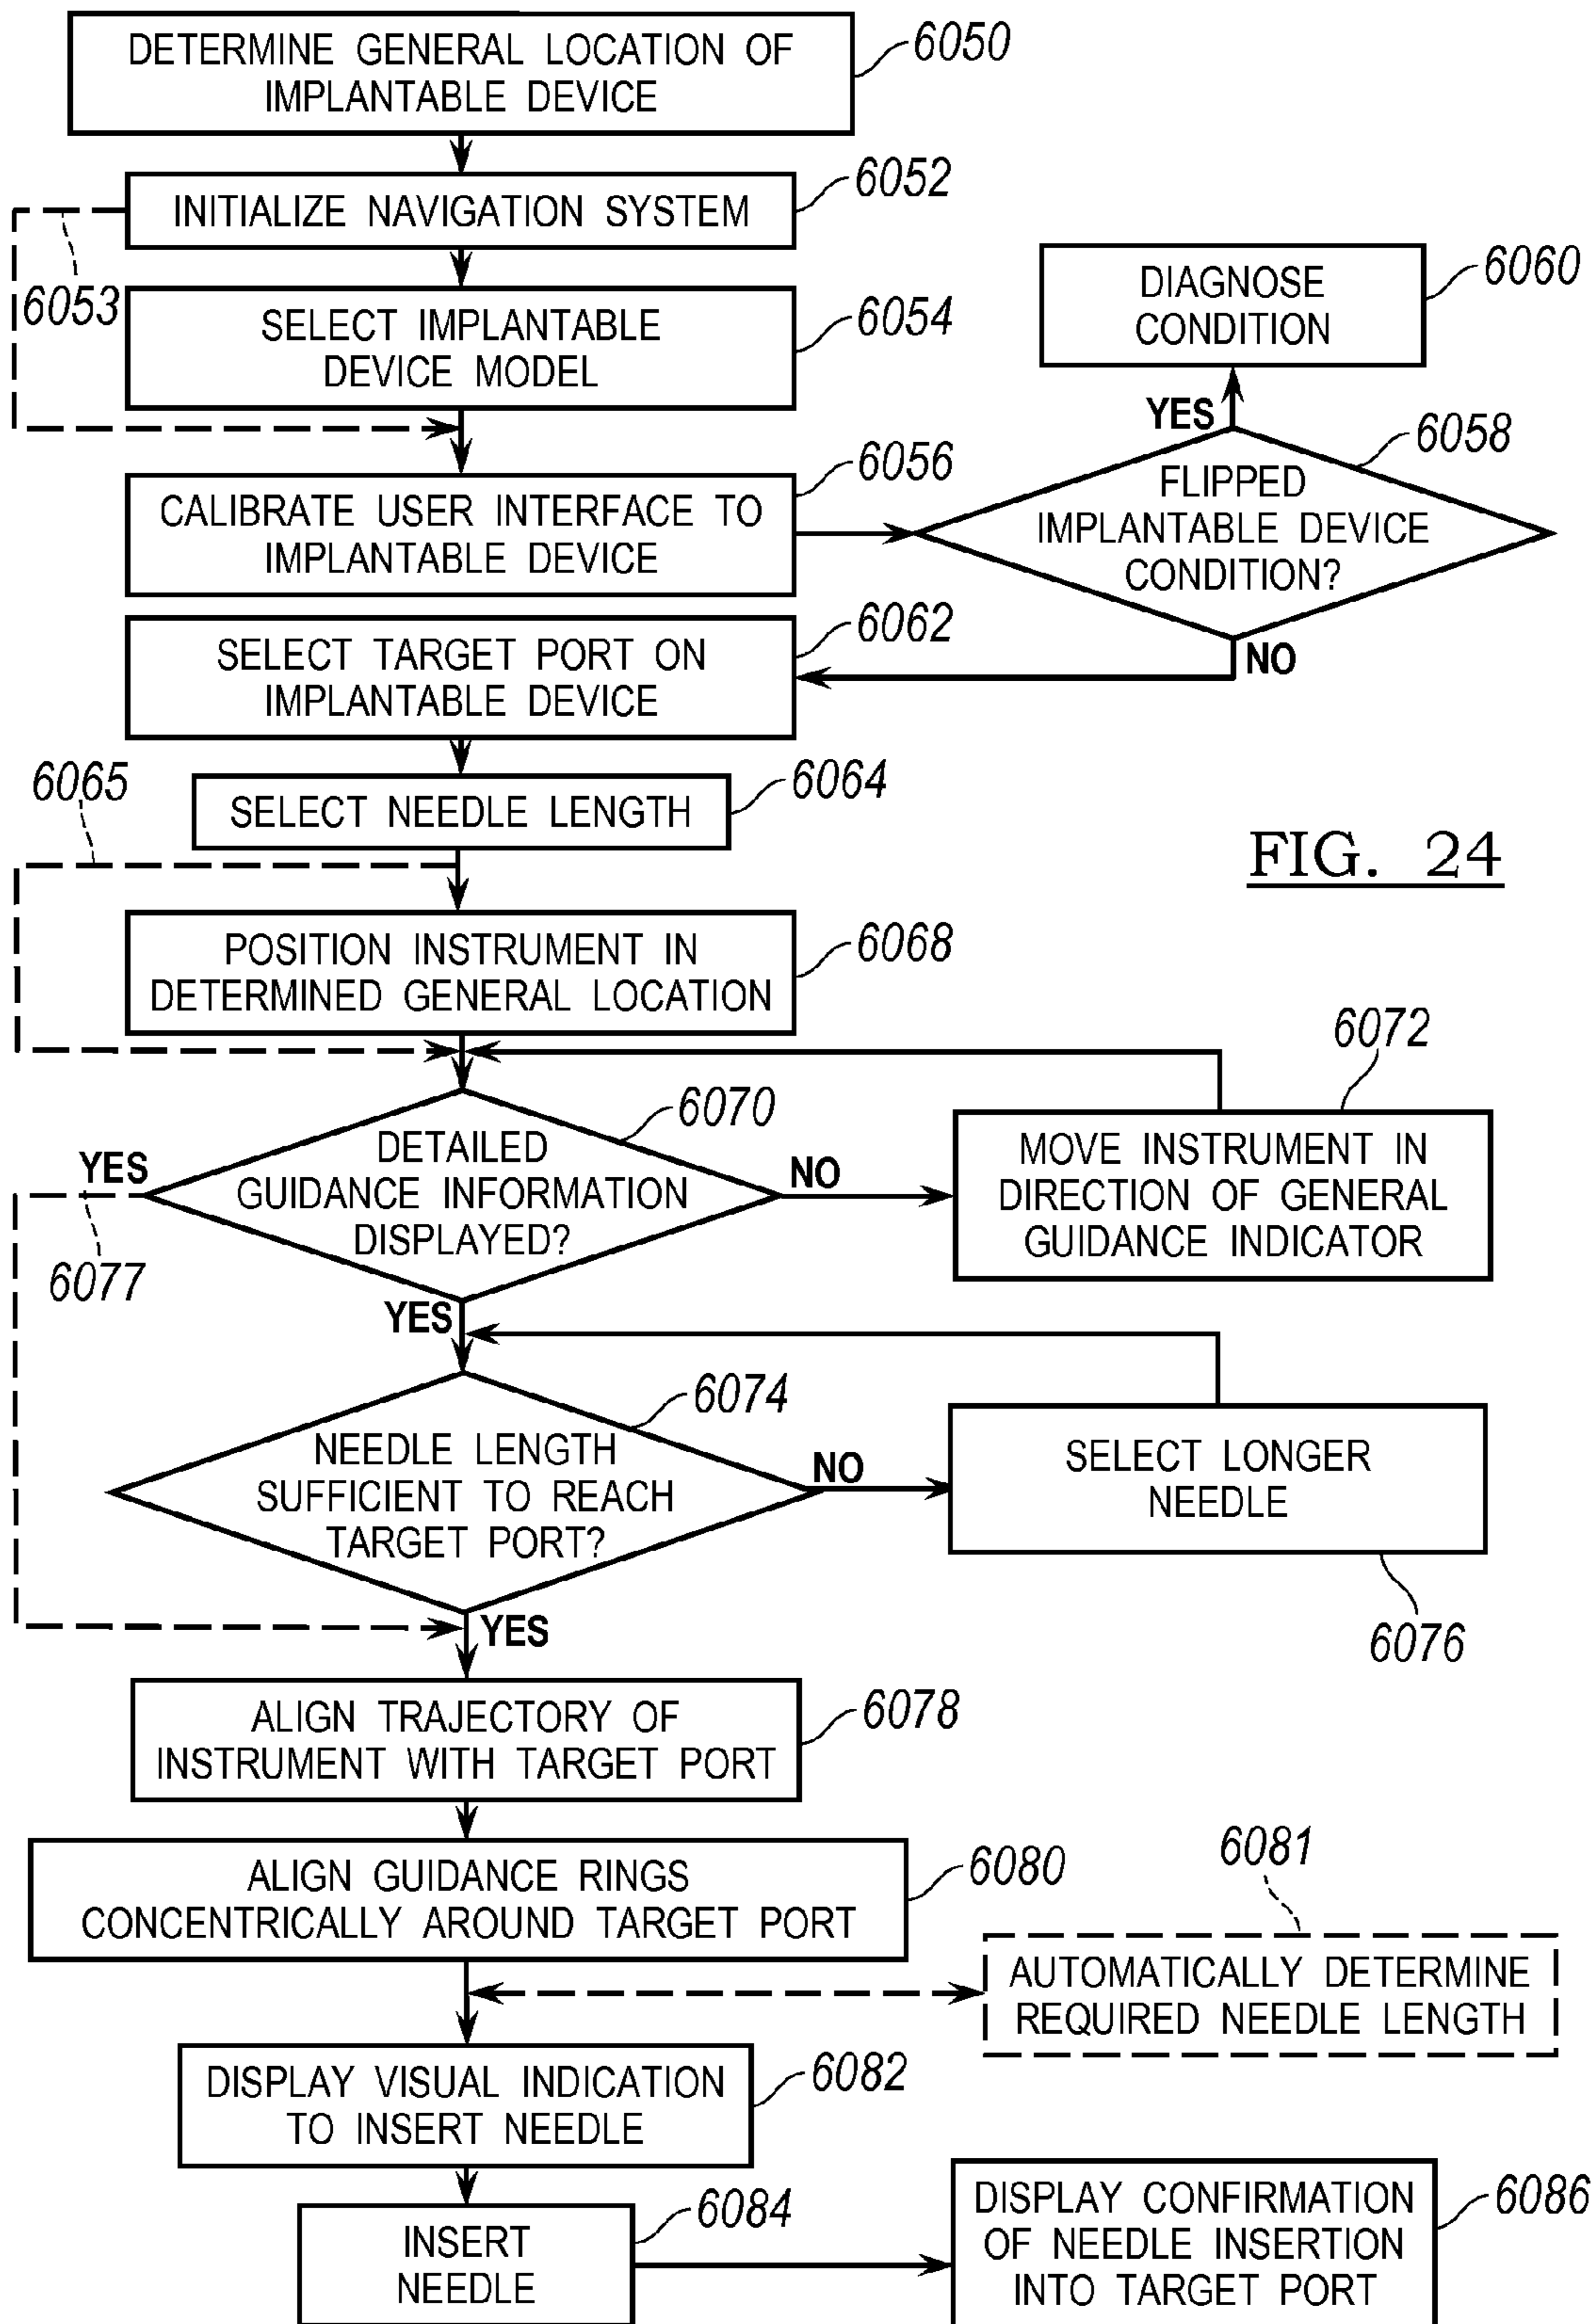 DETERMINE GENERAL LOCATION OF
IMPLANTABLE DEVICE
6050
INITIALIZE NAVIGATION SYSTEM
6052
6053
SELECT IMPLANTABLE
DEVICE MODEL
6054
DIAGNOSE
CONDITION
6060
CALIBRATE USER INTERFACE TO
IMPLANTABLE DEVICE
6056
YES
FLIPPED
IMPLANTABLE DEVICE
CONDITION?
6058
NO
SELECT TARGET PORT ON
IMPLANTABLE DEVICE
6062
SELECT NEEDLE LENGTH
6064
6065
FIG. 24
POSITION INSTRUMENT IN
DETERMINED GENERAL LOCATION
6068
DETAILED
GUIDANCE INFORMATION
DISPLAYED?
6070
YES
6077
NO
MOVE INSTRUMENT IN
DIRECTION OF GENERAL
GUIDANCE INDICATOR
6072
YES
NEEDLE LENGTH
SUFFICIENT TO REACH
TARGET PORT?
6074
NO
SELECT LONGER
NEEDLE
6076
YES
ALIGN TRAJECTORY OF
INSTRUMENT WITH TARGET PORT
6078
ALIGN GUIDANCE RINGS
CONCENTRICALLY AROUND TARGET PORT
6080
6081
AUTOMATICALLY DETERMINE
REQUIRED NEEDLE LENGTH
DISPLAY VISUAL INDICATION
TO INSERT NEEDLE
6082
INSERT
NEEDLE
6084
DISPLAY CONFIRMATION
OF NEEDLE INSERTION
INTO TARGET PORT
6086